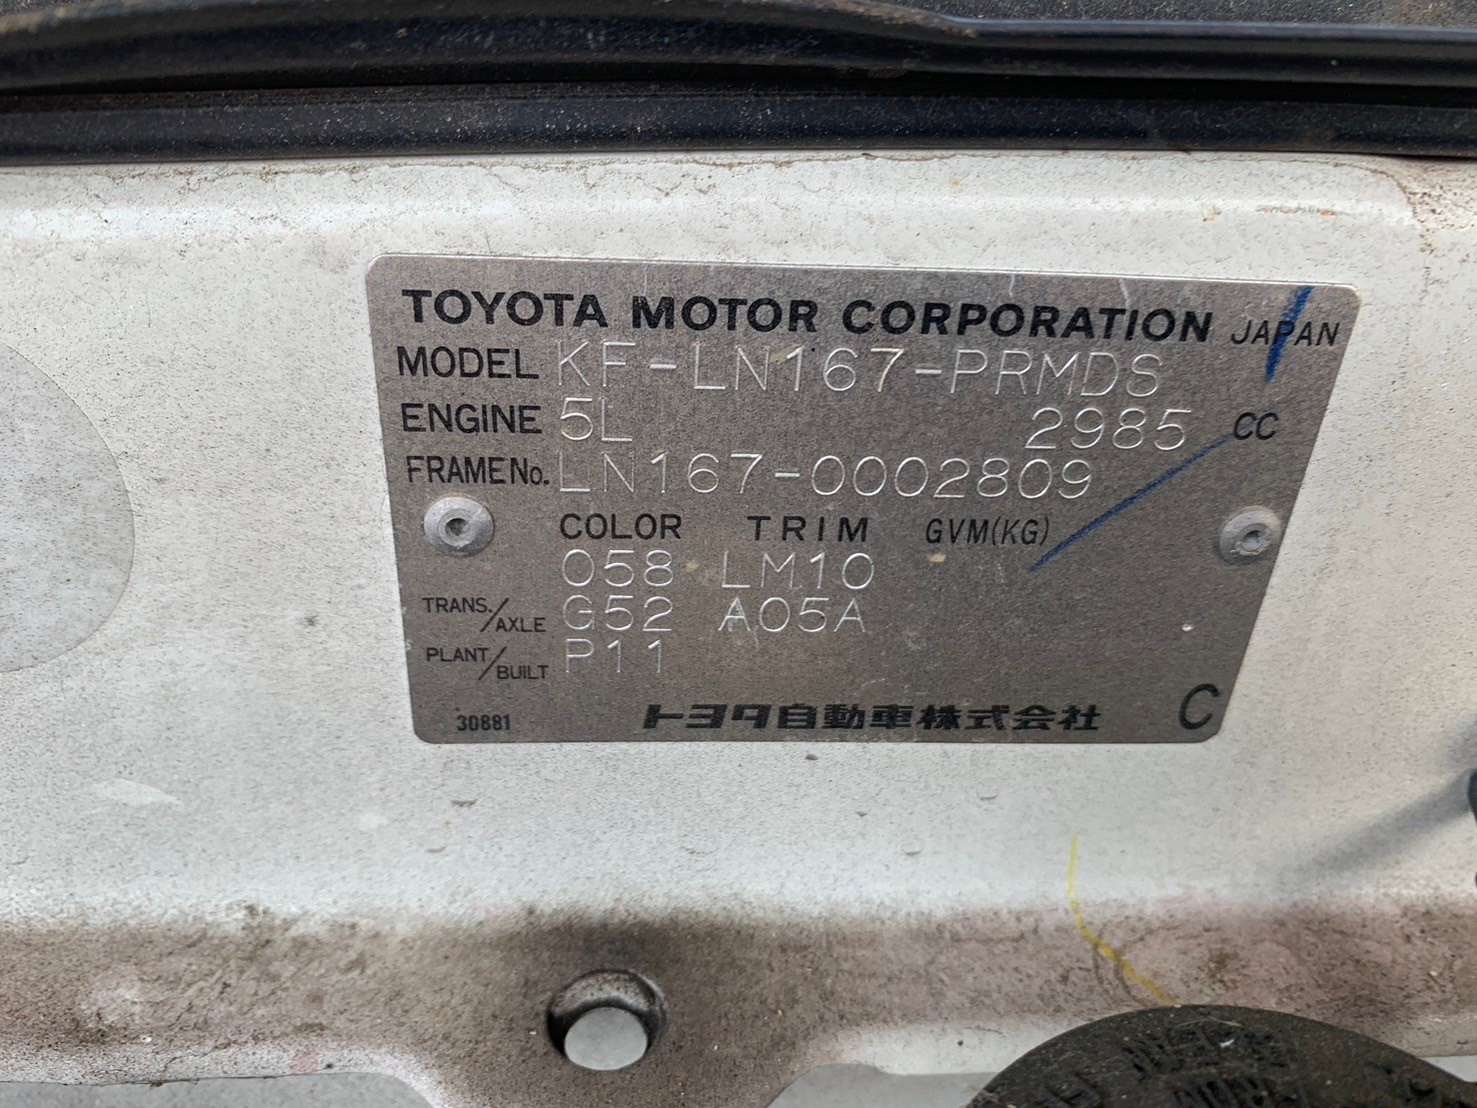 TOYOTA MOTOR CORPORATION JAPAN
MODEL KF-LN167-PRMDS
ENGINE 5L 2985 CC
FRAME No. LN167-0002809
COLOR TRIM GVM(KG)
058 LM10
TRANS./AXLE G52 A05A
PLANT/BUILT P11
30881 トヨタ自動車株式会社 C